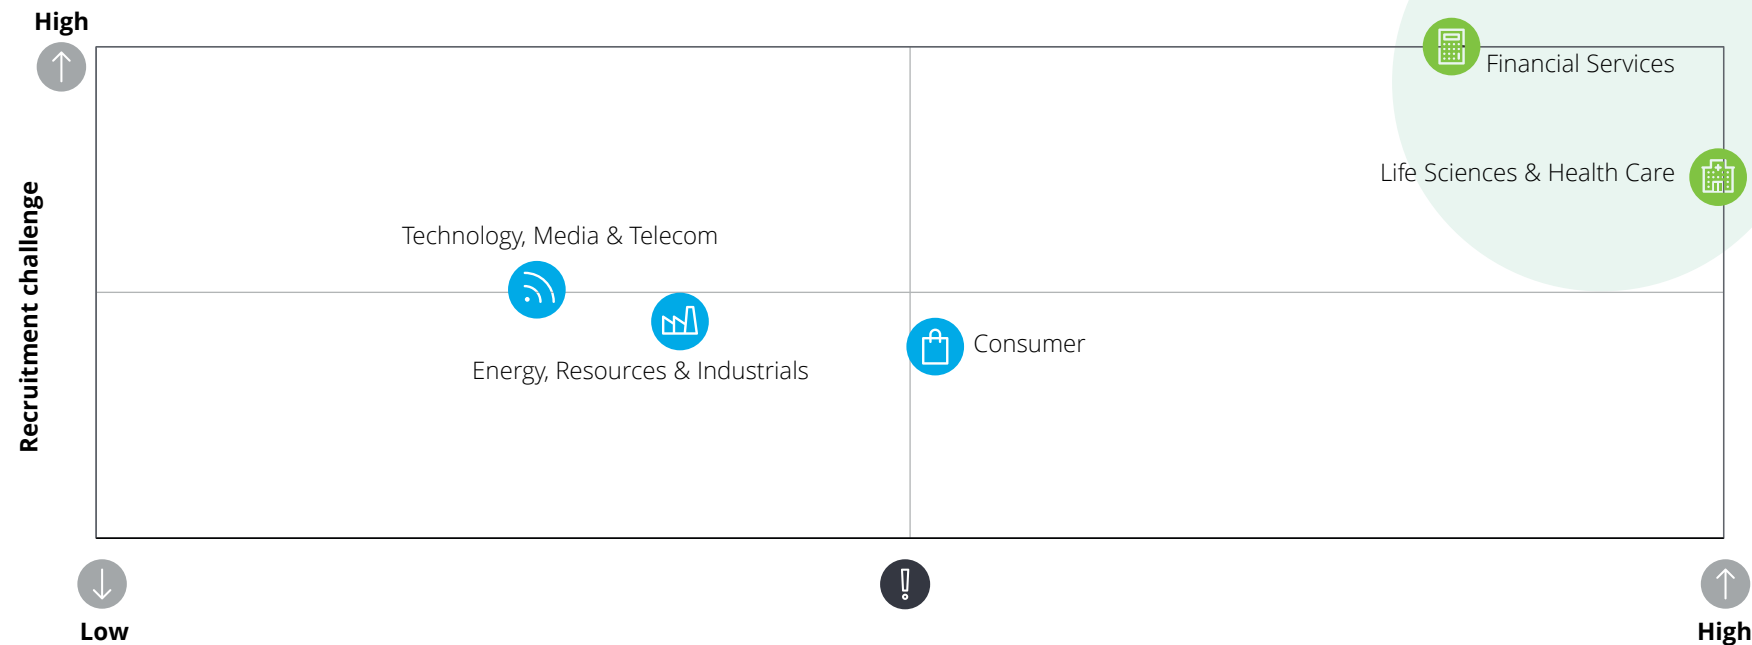 High
Financial Services
Life Sciences & Health Care
Technology, Media & Telecom
Energy, Resources & Industrials
Consumer
Recruitment challenge
Low
High